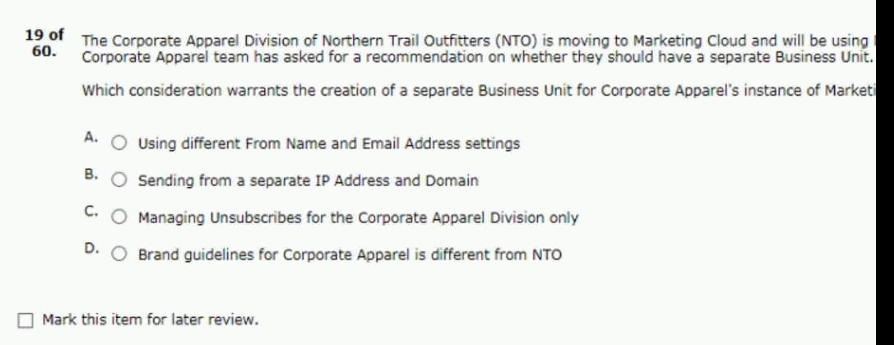 19 of
60.
The Corporate Apparel Division of Northern Trail Outfitters (NTO) is moving to Marketing Cloud and will be using
Corporate Apparel team has asked for a recommendation on whether they should have a separate Business Unit.
Which consideration warrants the creation of a separate Business Unit for Corporate Apparel's instance of Marketi
A. Using different From Name and Email Address settings
B. Sending from a separate IP Address and Domain
C. Managing Unsubscribes for the Corporate Apparel Division only
D. Brand guidelines for Corporate Apparel is different from NTO
Mark this item for later review.